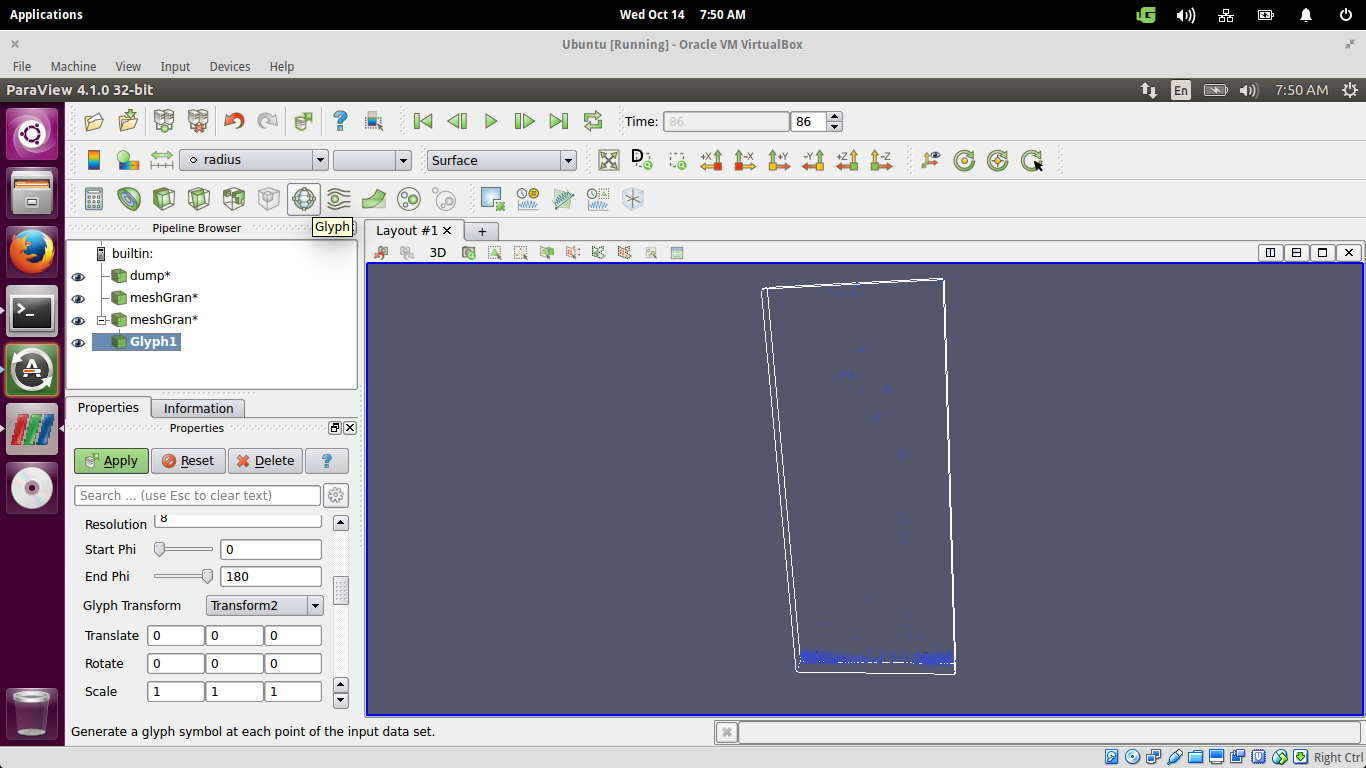 Applications
Wed Oct 14 7:50 AM
Ubuntu [Running] - Oracle VM VirtualBox
File Machine View Input Devices Help
ParaView 4.1.0 32-bit
En
7:50 AM
Time: 86 86
radius
Surface
D
+X -X +Y -Y +Z -Z
Glyph
Pipeline Browser
Layout #1
3D
builtin:
dump*
meshGran*
meshGran*
Glyph1
Properties Information
Properties
Apply Reset Delete ?
Search ... (use Esc to clear text)
Resolution 8
Start Phi 0
End Phi 180
Glyph Transform Transform2
Translate 0 0 0
Rotate 0 0 0
Scale 1 1 1
Generate a glyph symbol at each point of the input data set.
Right Ctrl